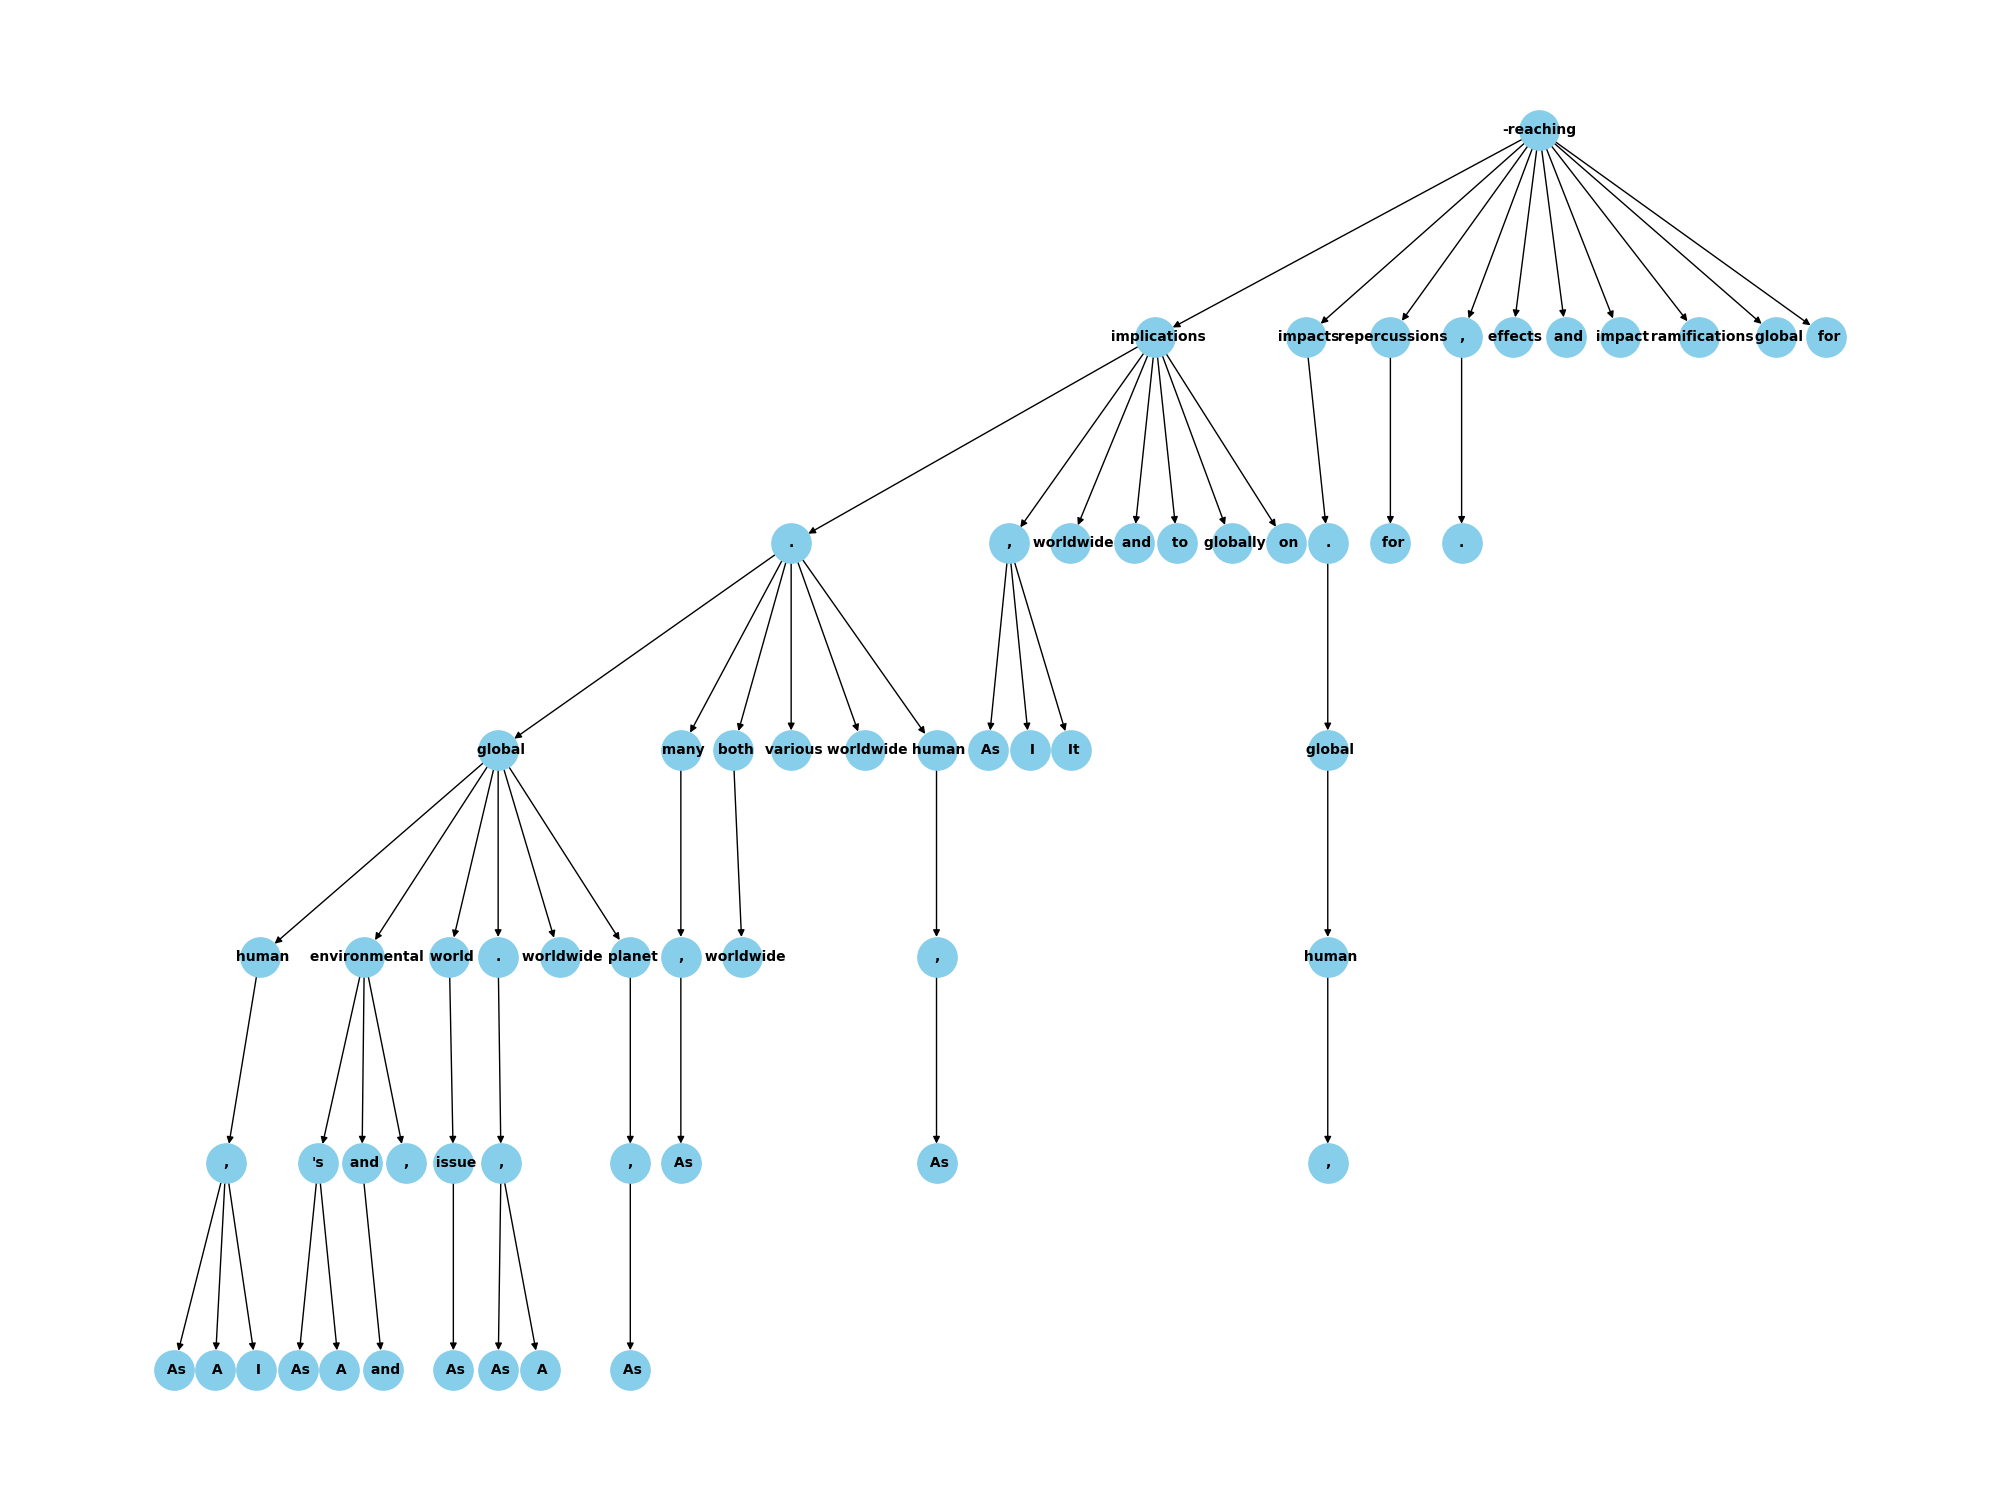 -reaching
implications impacts repercussions , effects and impact ramifications global for
. , worldwide and to globally on . for .
global many both various worldwide human As I It global
human environmental world . worldwide planet , worldwide , human
, 's and , issue , , As As ,
As A I As A and As As A As